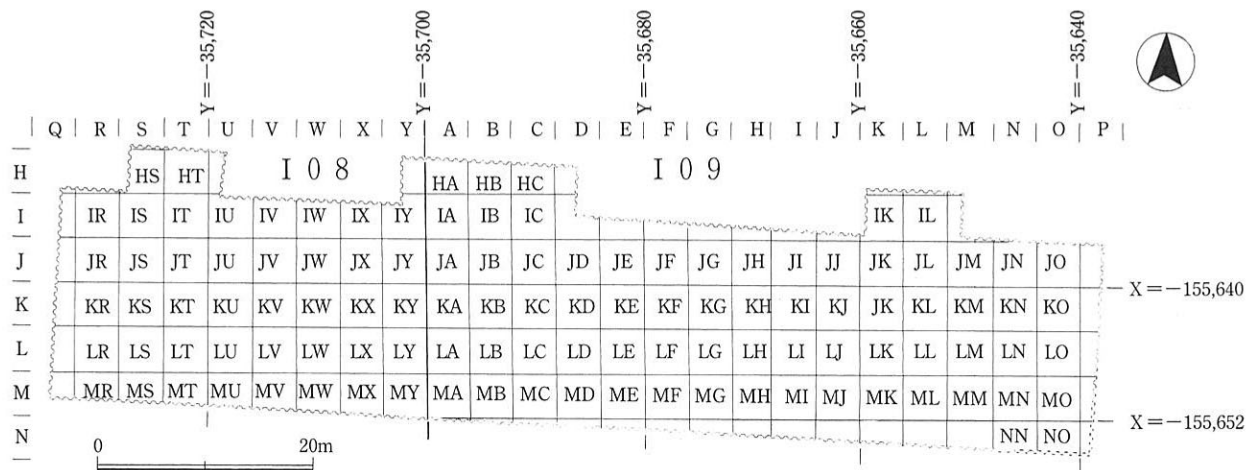 Y=-35,720 Y=-35,700 Y=-35,680 Y=-35,660 Y=-35,640
Q R S T U V W X Y A B C D E F G H I J K L M N O P
H HS HT I 0 8 HA HB HC I 0 9
I IR IS IT IU IV IW IX IY IA IB IC IK IL
J JR JS JT JU JV JW JX JY JA JB JC JD JE JF JG JH JI JJ JK JL JM JN JO
X=-155,640
K KR KS KT KU KV KW KX KY KA KB KC KD KE KF KG KH KI KJ JK KL KM KN KO
L LR LS LT LU LV LW LX LY LA LB LC LD LE LF LG LH LI LJ LK LL LM LN LO
M MR MS MT MU MV MW MX MY MA MB MC MD ME MF MG MH MI MJ MK ML MM MN MO
X=-155,652
N NN NO
0 20m